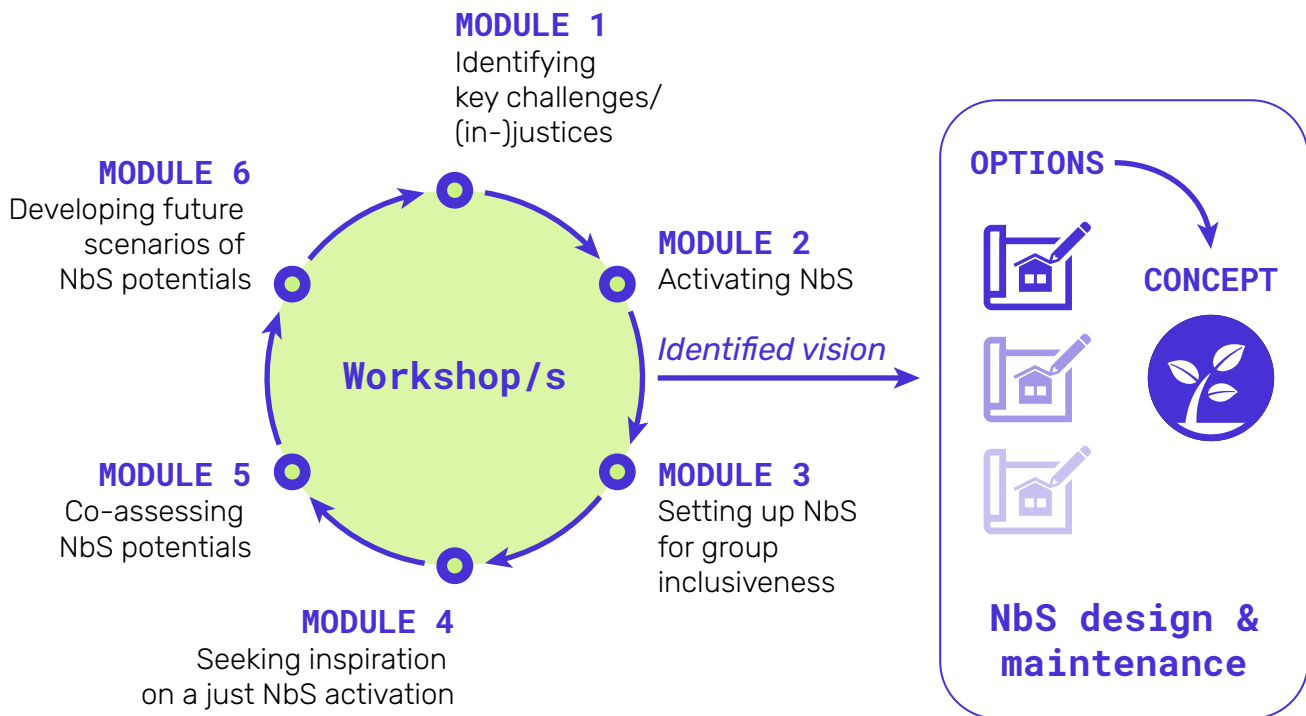 MODULE 1
Identifying
key challenges/
(in-)justices
MODULE 2
Activating NbS
MODULE 3
Setting up NbS
for group
inclusiveness
MODULE 4
Seeking inspiration
on a just NbS activation
MODULE 5
Co-assessing
NbS potentials
MODULE 6
Developing future
scenarios of
NbS potentials
Workshop/s
Identified vision
OPTIONS
CONCEPT
NbS design &
maintenance